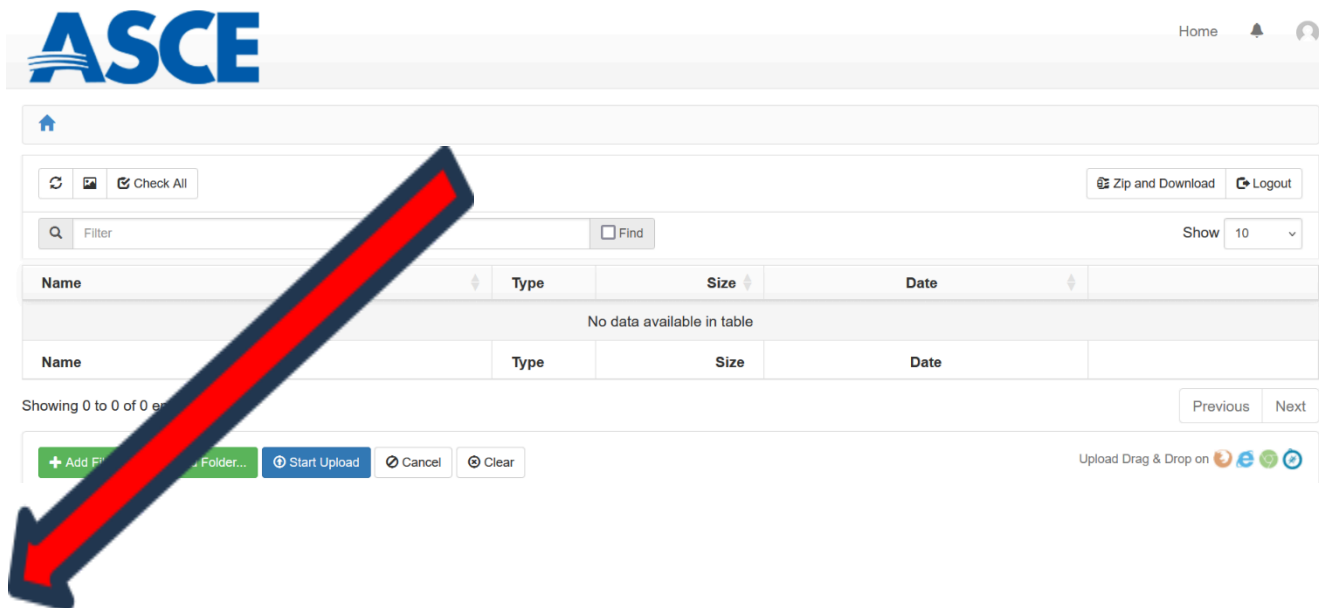 ASCE
Home
Check All
Zip and Download
Logout
Filter
Find
Show 10
Name Type Size Date
No data available in table
Name Type Size Date
Showing 0 to 0 of 0
Previous Next
Add Folder... Start Upload Cancel Clear
Upload Drag & Drop on